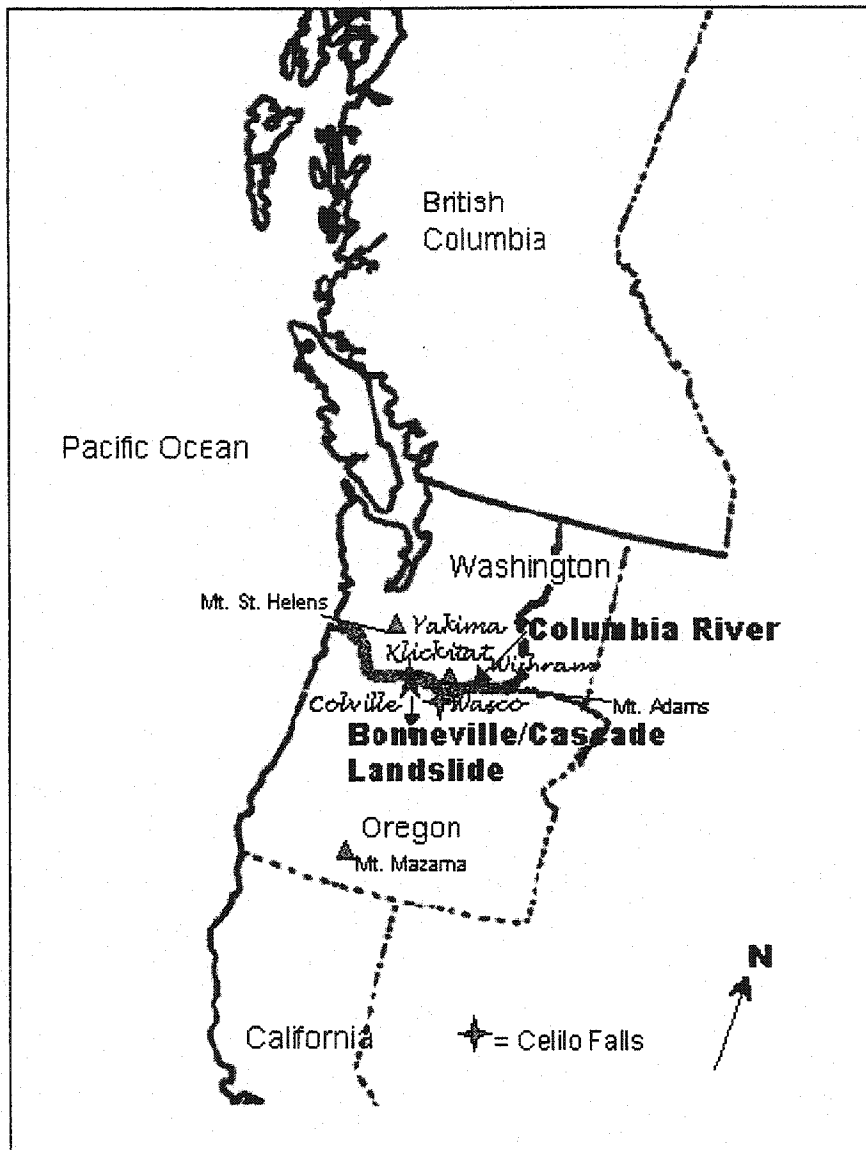 British
Columbia
Pacific Ocean
Washington
Mt. St. Helens
Yakima
Columbia River
Klickitat
Wishram
Colville
Wasco
Mt. Adams
Bonneville/Cascade
Landslide
Oregon
Mt. Mazama
N
California
= Celilo Falls